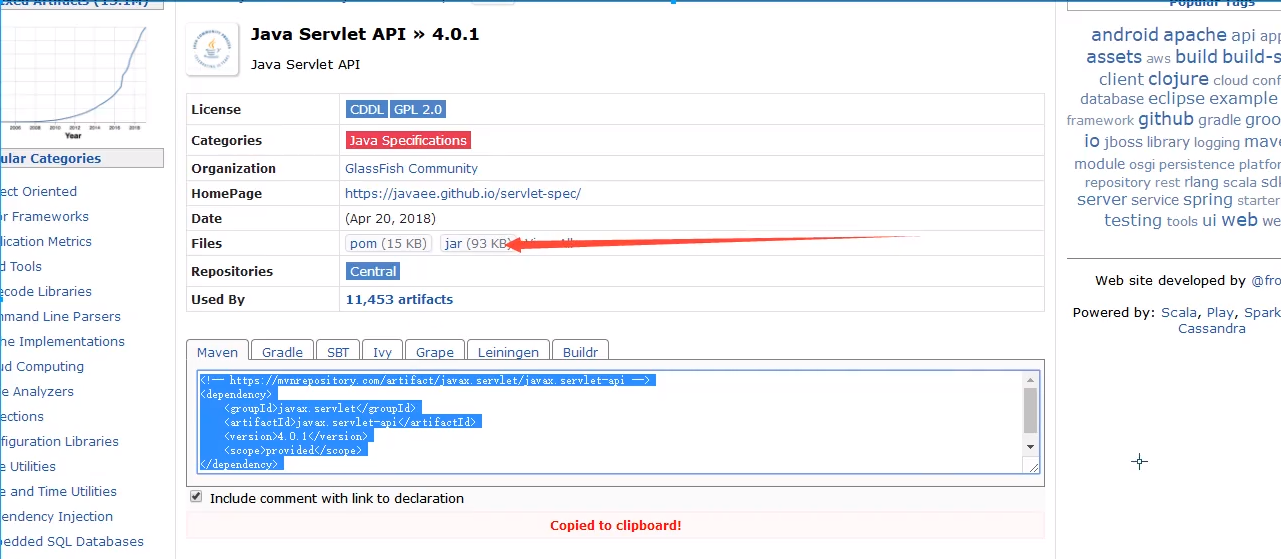 Popular Tags
2006 2008 2010 2012 2014 2016 2018
Year
ular Categories
ect Oriented
or Frameworks
lication Metrics
d Tools
ecode Libraries
mmand Line Parsers
he Implementations
ud Computing
e Analyzers
ections
figuration Libraries
e Utilities
e and Time Utilities
endency Injection
bedded SQL Databases
Java Servlet API » 4.0.1
Java Servlet API
License CDDL GPL 2.0
Categories Java Specifications
Organization GlassFish Community
HomePage https://javaee.github.io/servlet-spec/
Date (Apr 20, 2018)
Files pom (15 KB) jar (93 KB) View All
Repositories Central
Used By 11,453 artifacts
Maven Gradle SBT Ivy Grape Leiningen Buildr
<!-- https://mvnrepository.com/artifact/javax.servlet/javax.servlet-api -->
<dependency>
<groupId>javax.servlet</groupId>
<artifactId>javax.servlet-api</artifactId>
<version>4.0.1</version>
<scope>provided</scope>
</dependency>
Include comment with link to declaration
Copied to clipboard!
android apache api app
assets aws build build-s
client clojure cloud conf
database eclipse example
framework github gradle groo
io jboss library logging mave
module osgi persistence platfor
repository rest rlang scala sdk
server service spring starter
testing tools ui web we
Web site developed by @fro
Powered by: Scala, Play, Spark
Cassandra